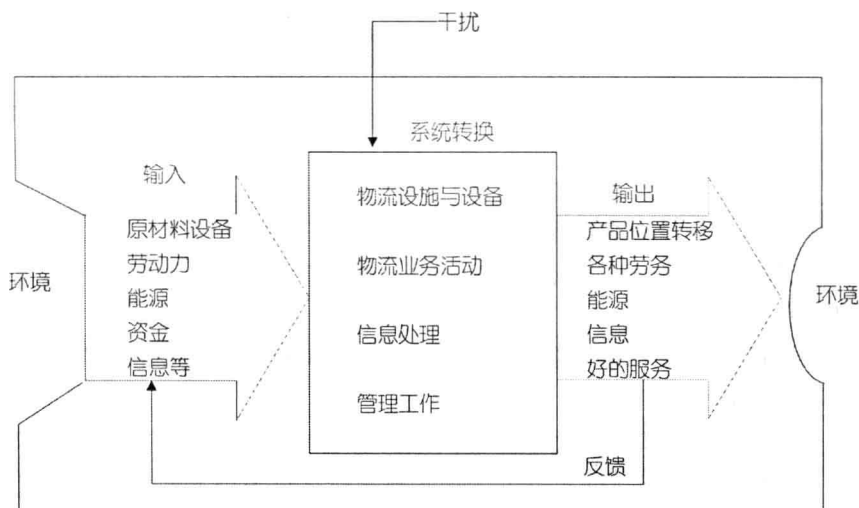 干扰
系统转换
输入
原材料设备
劳动力
能源
资金
信息等
环境
物流设施与设备
物流业务活动
信息处理
管理工作
输出
产品位置转移
各种劳务
能源
信息
好的服务
环境
反馈